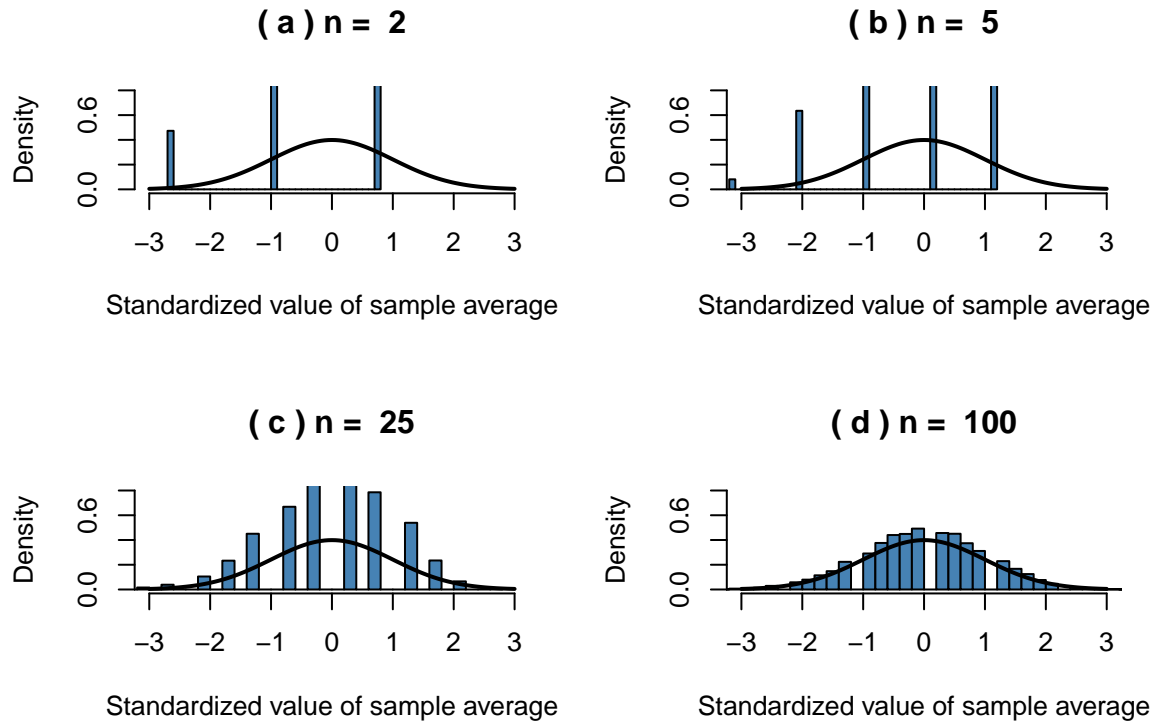 ( a ) n = 2
Density
0.0 0.6
−3 −2 −1 0 1 2 3
Standardized value of sample average
( b ) n = 5
Density
0.0 0.6
−3 −2 −1 0 1 2 3
Standardized value of sample average
( c ) n = 25
Density
0.0 0.6
−3 −2 −1 0 1 2 3
Standardized value of sample average
( d ) n = 100
Density
0.0 0.6
−3 −2 −1 0 1 2 3
Standardized value of sample average